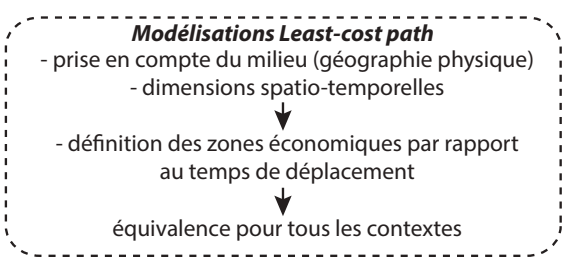 Modélisations Least-cost path
- prise en compte du milieu (géographie physique)
- dimensions spatio-temporelles
- définition des zones économiques par rapport
au temps de déplacement
équivalence pour tous les contextes